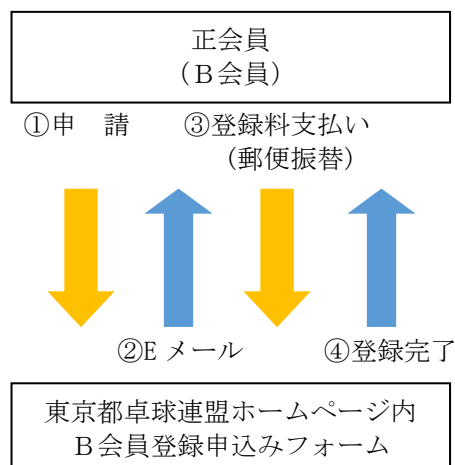 正会員
（Ｂ会員）
①申　請
③登録料支払い
（郵便振替）
②E メール
④登録完了
東京都卓球連盟ホームページ内
Ｂ会員登録申込みフォーム